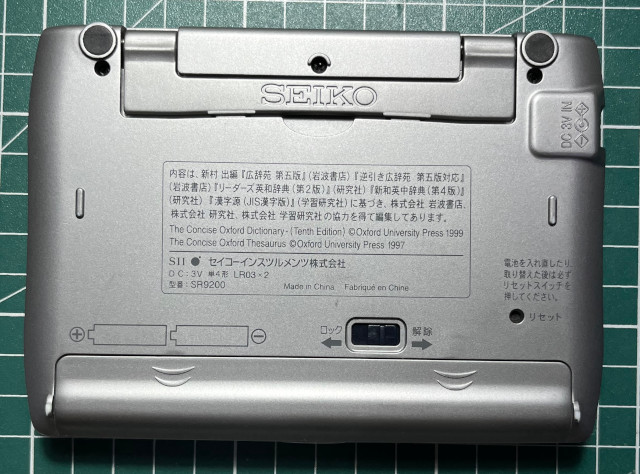 SEIKO
DC 3V IN
内容は、新村 出編『広辞苑 第五版』(岩波書店)『逆引き広辞苑 第五版対応』
(岩波書店)『リーダーズ英和辞典(第2版)』(研究社)『新和英中辞典(第4版)』
(研究社)『漢字源(JIS漢字版)』(学習研究社)に基づき、株式会社 岩波書店、
株式会社 研究社、株式会社 学習研究社の協力を得て編集してあります。
The Concise Oxford Dictionary-(Tenth Edition) ©Oxford University Press 1999
The Concise Oxford Thesaurus ©Oxford University Press 1997
SII セイコーインスツルメンツ株式会社
DC:3V 単4形 LR03×2
型番:SR9200 Made in China Fabriqué en Chine
電池を入れ直したり、
取り替えた後は必ず
リセットスイッチを
押してください。
リセット
ロック 解除